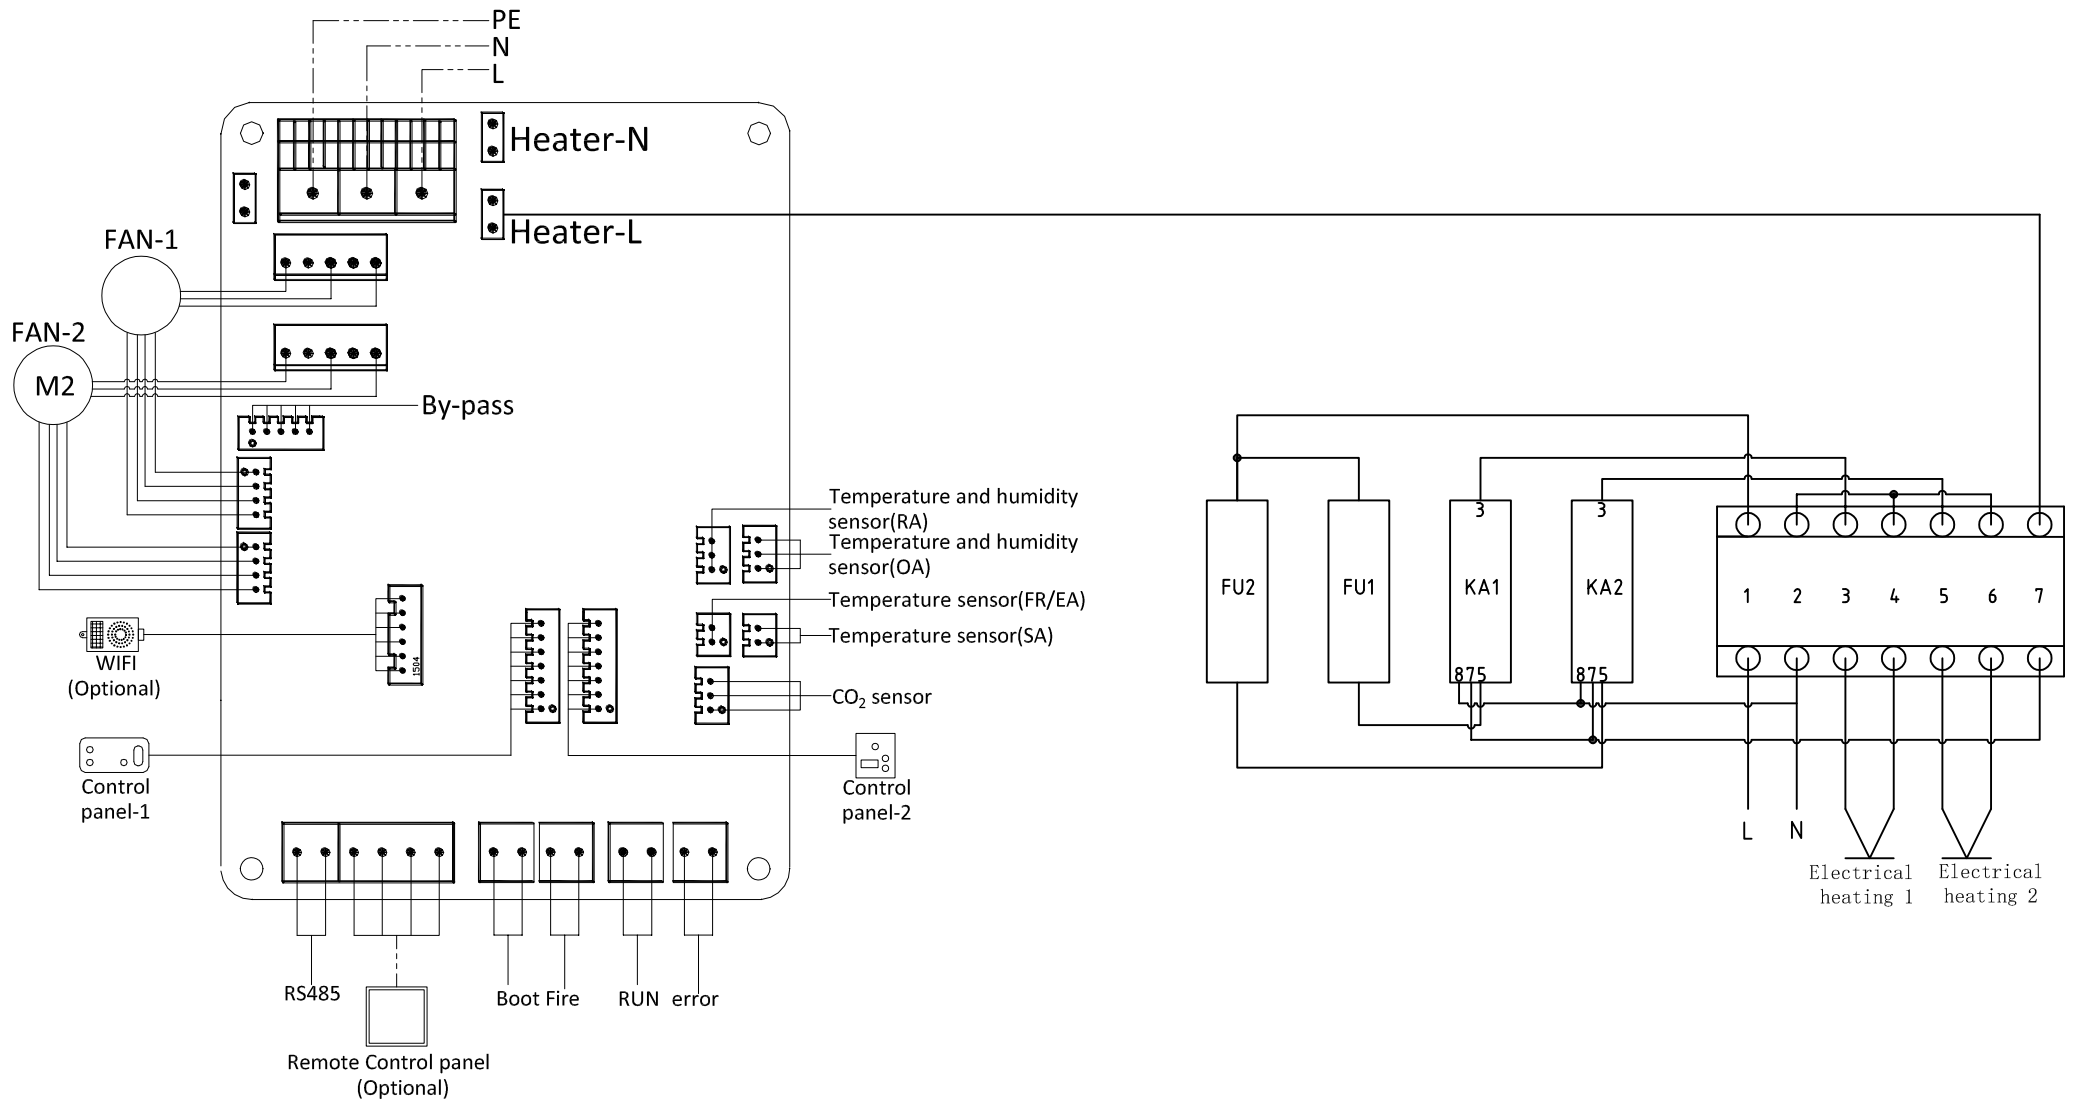 PE
N
L
Heater-N
Heater-L
FAN-1
FAN-2
M2
By-pass
Temperature and humidity
sensor(RA)
Temperature and humidity
sensor(OA)
Temperature sensor(FR/EA)
Temperature sensor(SA)
CO₂ sensor
WIFI
(Optional)
1504
Control
panel-1
Control
panel-2
RS485
Boot Fire
RUN error
Remote Control panel
(Optional)
3
3
FU2
FU1
KA1
KA2
1 2 3 4 5 6 7
875
875
L
N
Electrical
heating 1
Electrical
heating 2